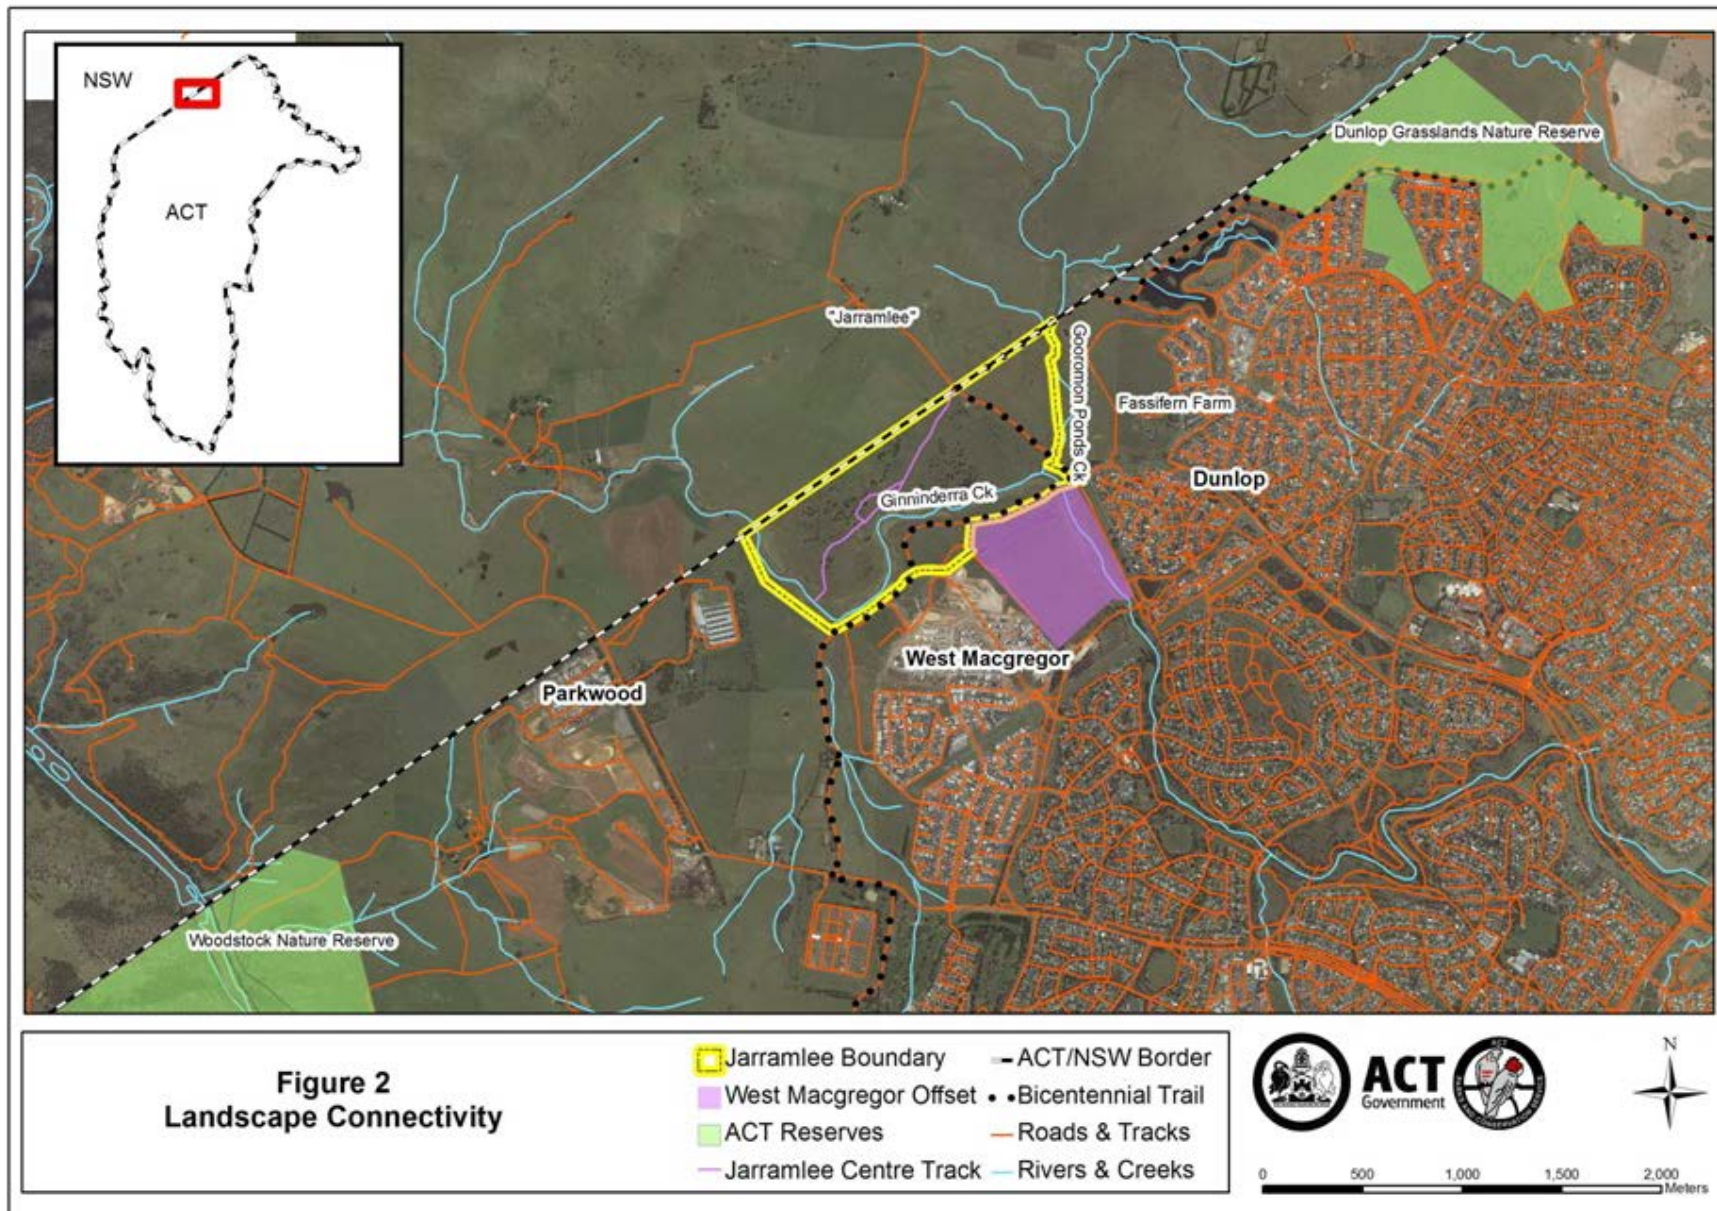 NSW
ACT
Dunlop Grasslands Nature Reserve
"Jarramlee"
Gooromon Ponds Ck
Fassifern Farm
Dunlop
Ginninderra Ck
West Macgregor
Parkwood
Woodstock Nature Reserve
Figure 2
Landscape Connectivity
Jarramlee Boundary
West Macgregor Offset
ACT Reserves
Jarramlee Centre Track
ACT/NSW Border
Bicentennial Trail
Roads & Tracks
Rivers & Creeks
ACT
Government
N
0 500 1,000 1,500 2,000
Meters